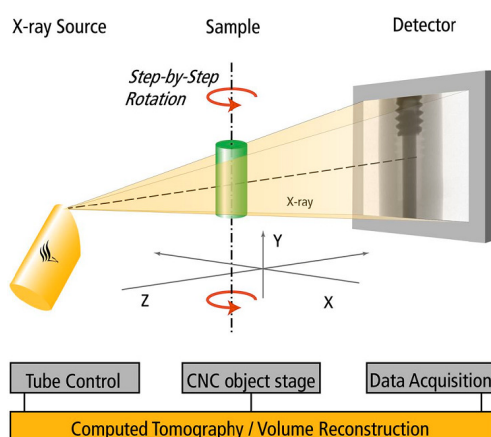 X-ray Source
Sample
Detector
Step-by-Step
Rotation
X-ray
Y
Z
X
Tube Control
CNC object stage
Data Acquisition
Computed Tomography / Volume Reconstruction